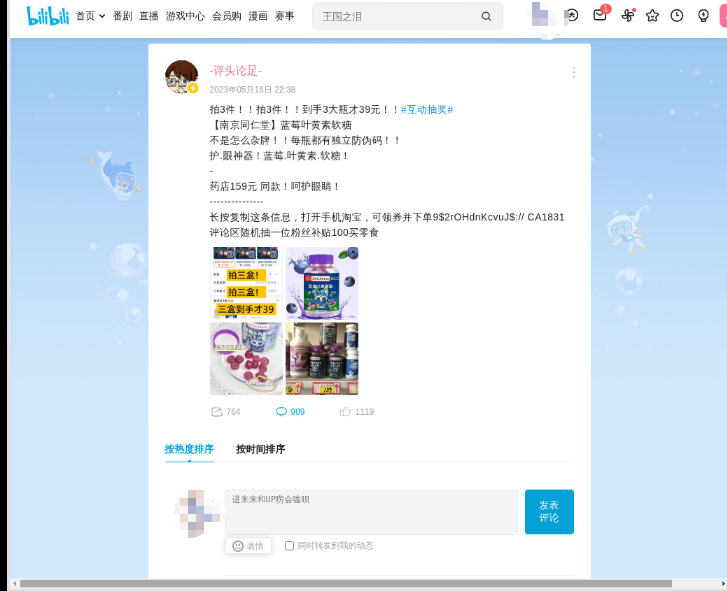 bilibili 首页 番剧 直播 游戏中心 会员购 漫画 赛事 王国之泪 1
-评头论足-
2023年05月16日 22:38
拍3件！！拍3件！！到手3大瓶才39元！！#互动抽奖#
【南京同仁堂】蓝莓叶黄素软糖
不是怎么杂牌！！每瓶都有独立防伪码！！
护.眼神器！蓝莓.叶黄素.软糖！
-
药店159元 同款！呵护眼睛！
---------------
长按复制这条信息，打开手机淘宝，可领券并下单9$2rOHdnKcvuJ$:// CA1831
评论区随机抽一位粉丝补贴100买零食
拍三盒！
拍三盒！
三盒到手才39
764 909 1119
按热度排序 按时间排序
进来来和UP唠会嗑呗
发表
评论
表情 同时转发到我的动态